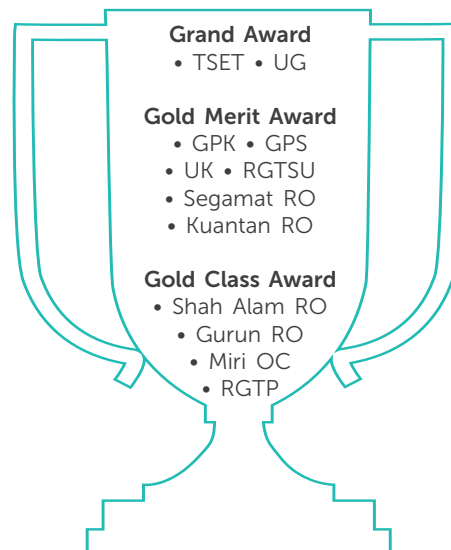 Grand Award
• TSET • UG
Gold Merit Award
• GPK • GPS
• UK • RGTSU
• Segamat RO
• Kuantan RO
Gold Class Award
• Shah Alam RO
• Gurun RO
• Miri OC
• RGTP